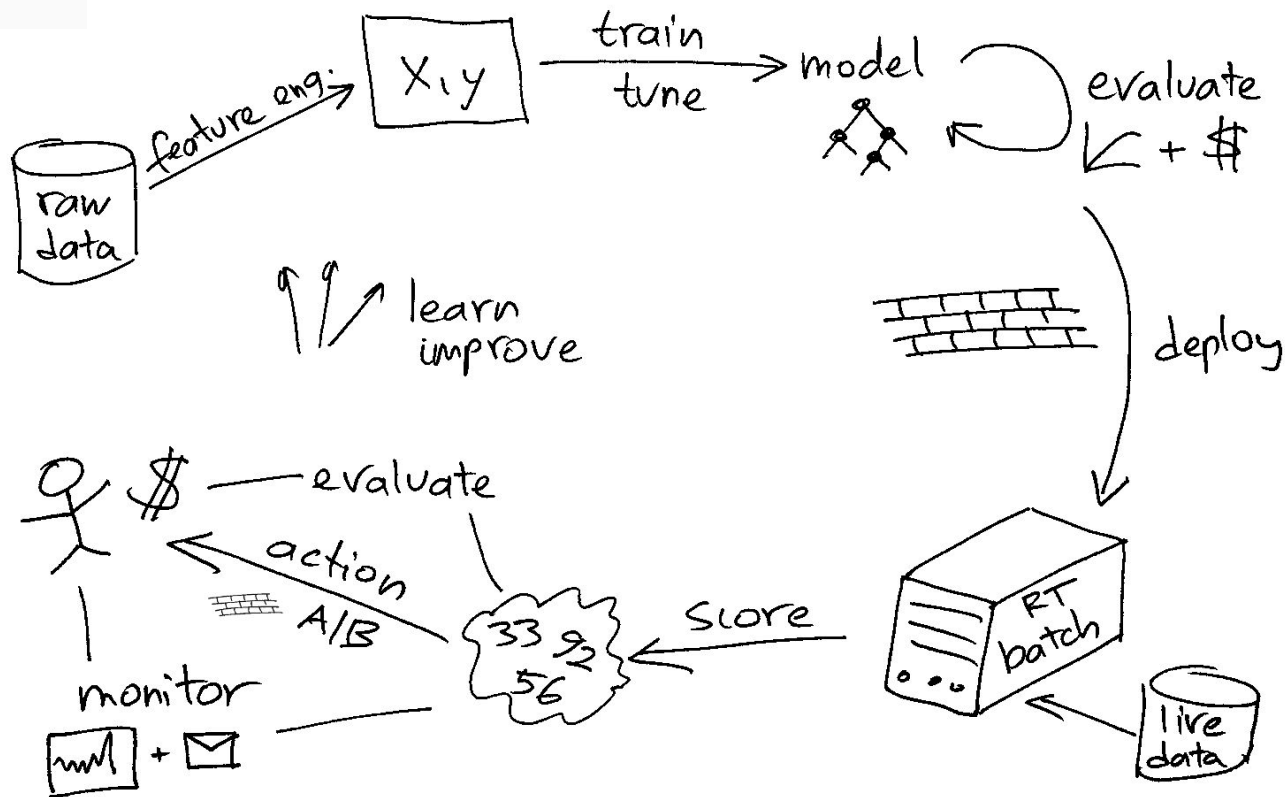 train
X, y
model
tune
evaluate
+ $
feature eng.
raw
data
learn
improve
deploy
$
evaluate
action
A/B
score
33 92
56
RT
batch
monitor
+
live
data